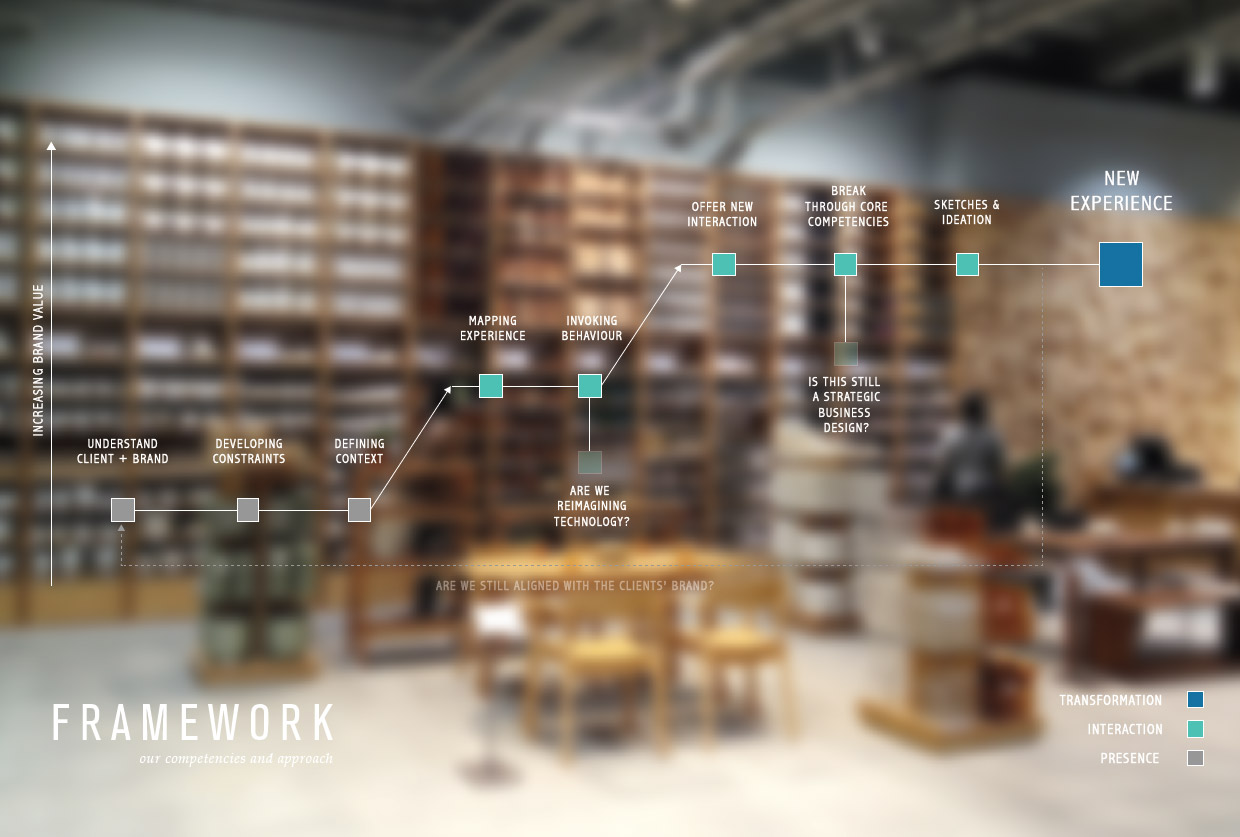 NEW
EXPERIENCE
BREAK
THROUGH CORE
COMPETENCIES
OFFER NEW
INTERACTION
SKETCHES &
IDEATION
INCREASING BRAND VALUE
MAPPING
EXPERIENCE
INVOKING
BEHAVIOUR
IS THIS STILL
A STRATEGIC
BUSINESS
DESIGN?
UNDERSTAND
CLIENT + BRAND
DEVELOPING
CONSTRAINTS
DEFINING
CONTEXT
ARE WE
REIMAGINING
TECHNOLOGY?
ARE WE STILL ALIGNED WITH THE CLIENTS' BRAND?
FRAMEWORK
our competencies and approach
TRANSFORMATION
INTERACTION
PRESENCE